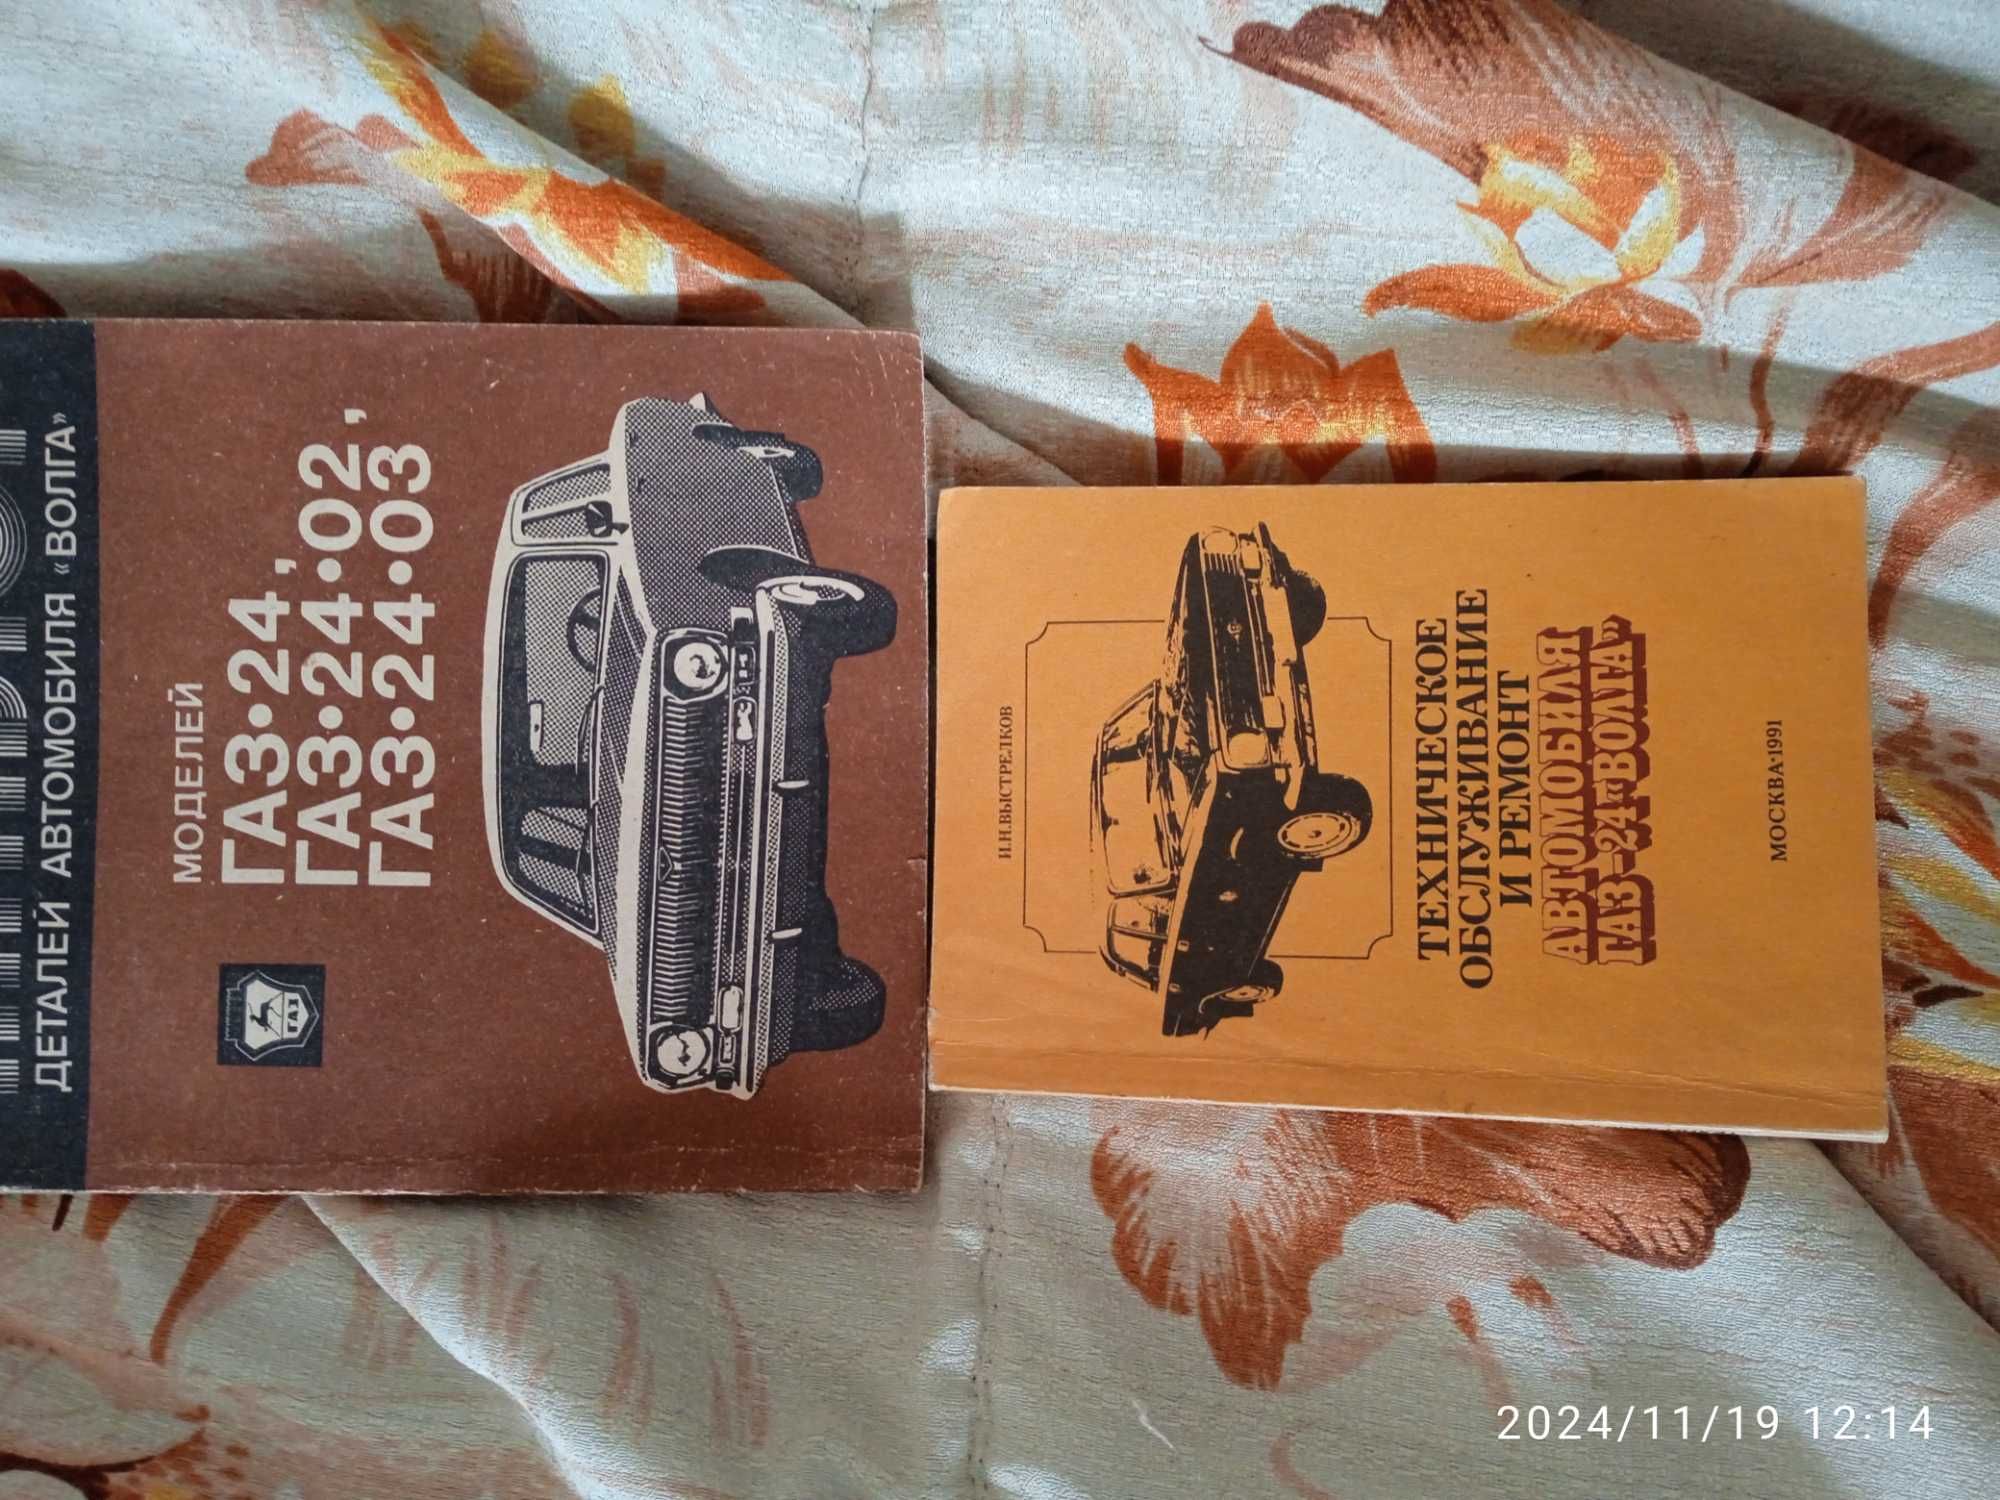 ДЕТАЛЕЙ АВТОМОБИЛЯ «ВОЛГА»
МОДЕЛЕЙ
ГАЗ·24,
ГАЗ·24·02,
ГАЗ·24·03
ГАЗ
И.Н.ВЫСТРЕЛКОВ
ТЕХНИЧЕСКОЕ
ОБСЛУЖИВАНИЕ
И РЕМОНТ
АВТОМОБИЛЯ
ГАЗ-24«ВОЛГА»
МОСКВА·1991
2024/11/19 12:14